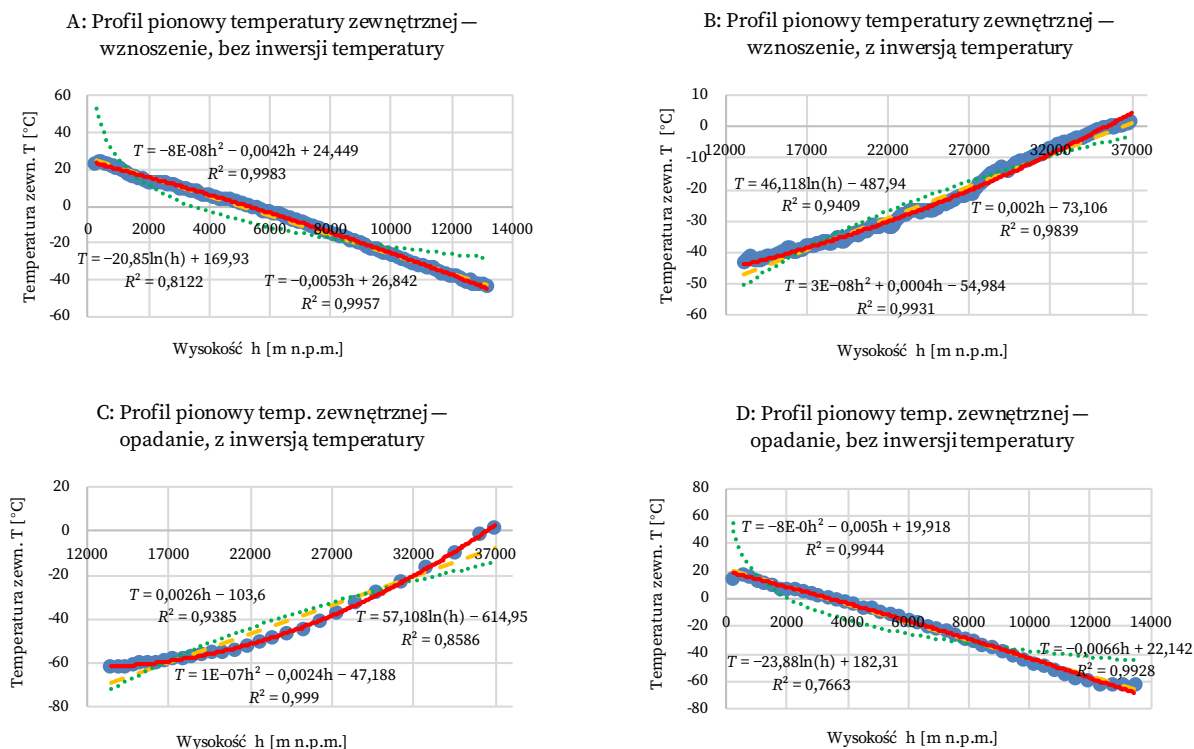 A: Profil pionowy temperatury zewnętrznej —
wznoszenie, bez inwersji temperatury
Temperatura zewn. T [°C]
60
40
20
0
-20
-40
-60
0
2000
4000
6000
8000
10000
12000
14000
T = −8E-08h² − 0,0042h + 24,449
R² = 0,9983
T = −20,85ln(h) + 169,93
R² = 0,8122
T = −0,0053h + 26,842
R² = 0,9957
Wysokość h [m n.p.m.]
B: Profil pionowy temperatury zewnętrznej —
wznoszenie, z inwersją temperatury
Temperatura zewn. T [°C]
10
0
-10
-20
-30
-40
-50
-60
12000
17000
22000
27000
32000
37000
T = 46,118ln(h) − 487,94
R² = 0,9409
T = 0,002h − 73,106
R² = 0,9839
T = 3E−08h² + 0,0004h − 54,984
R² = 0,9931
Wysokość h [m n.p.m.]
C: Profil pionowy temp. zewnętrznej —
opadanie, z inwersją temperatury
Temperatura zewn. T [°C]
20
0
-20
-40
-60
-80
12000
17000
22000
27000
32000
37000
T = 0,0026h − 103,6
R² = 0,9385
T = 57,108ln(h) − 614,95
R² = 0,8586
T = 1E−07h² − 0,0024h − 47,188
R² = 0,999
Wysokość h [m n.p.m.]
D: Profil pionowy temp. zewnętrznej —
opadanie, bez inwersji temperatury
Temperatura zewn. T [°C]
80
60
40
20
0
-20
-40
-60
-80
0
2000
4000
6000
8000
10000
12000
14000
T = −8E-0h² − 0,005h + 19,918
R² = 0,9944
T = −23,88ln(h) + 182,31
R² = 0,7663
T = −0,0066h + 22,142
R² = 0,9928
Wysokość h [m n.p.m.]